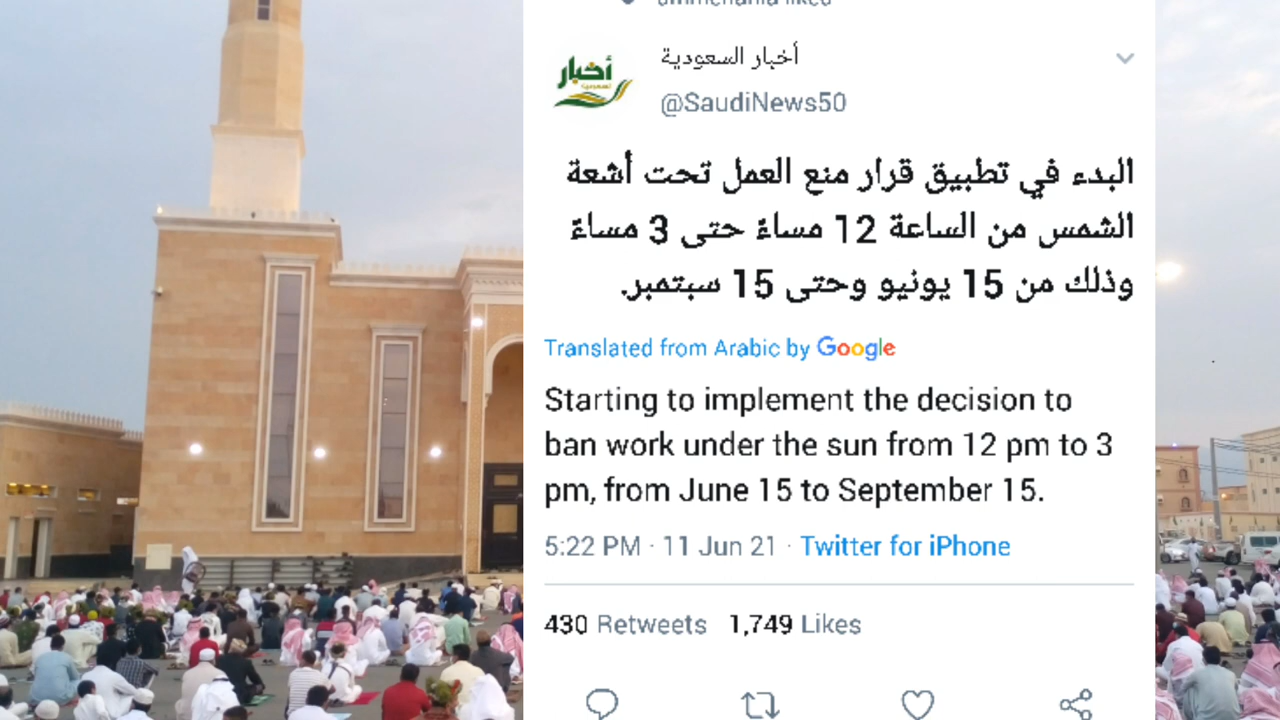 أخبار السعودية
@SaudiNews50
أخبار
البدء في تطبيق قرار منع العمل تحت أشعة
الشمس من الساعة 12 مساءً حتى 3 مساءً
وذلك من 15 يونيو وحتى 15 سبتمبر.
Translated from Arabic by Google
Starting to implement the decision to
ban work under the sun from 12 pm to 3
pm, from June 15 to September 15.
5:22 PM · 11 Jun 21 · Twitter for iPhone
430 Retweets 1,749 Likes